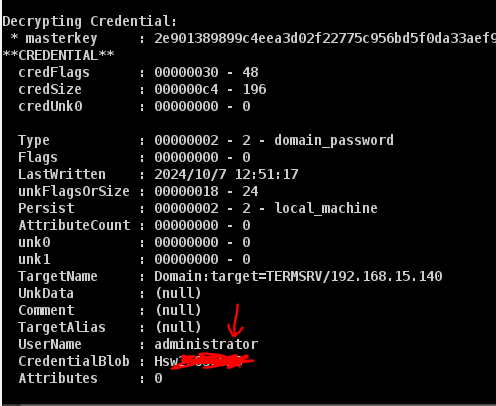 Decrypting Credential:
* masterkey : 2e901389899c4eea3d02f22775c956bd5f0da33aef9
**CREDENTIAL**
credFlags : 00000030 - 48
credSize : 000000c4 - 196
credUnk0 : 00000000 - 0
Type : 00000002 - 2 - domain_password
Flags : 00000000 - 0
LastWritten : 2024/10/7 12:51:17
unkFlagsOrSize : 00000018 - 24
Persist : 00000002 - 2 - local_machine
AttributeCount : 00000000 - 0
unk0 : 00000000 - 0
unk1 : 00000000 - 0
TargetName : Domain:target=TERMSRV/192.168.15.140
UnkData : (null)
Comment : (null)
TargetAlias : (null)
UserName : administrator
CredentialBlob :
Attributes : 0